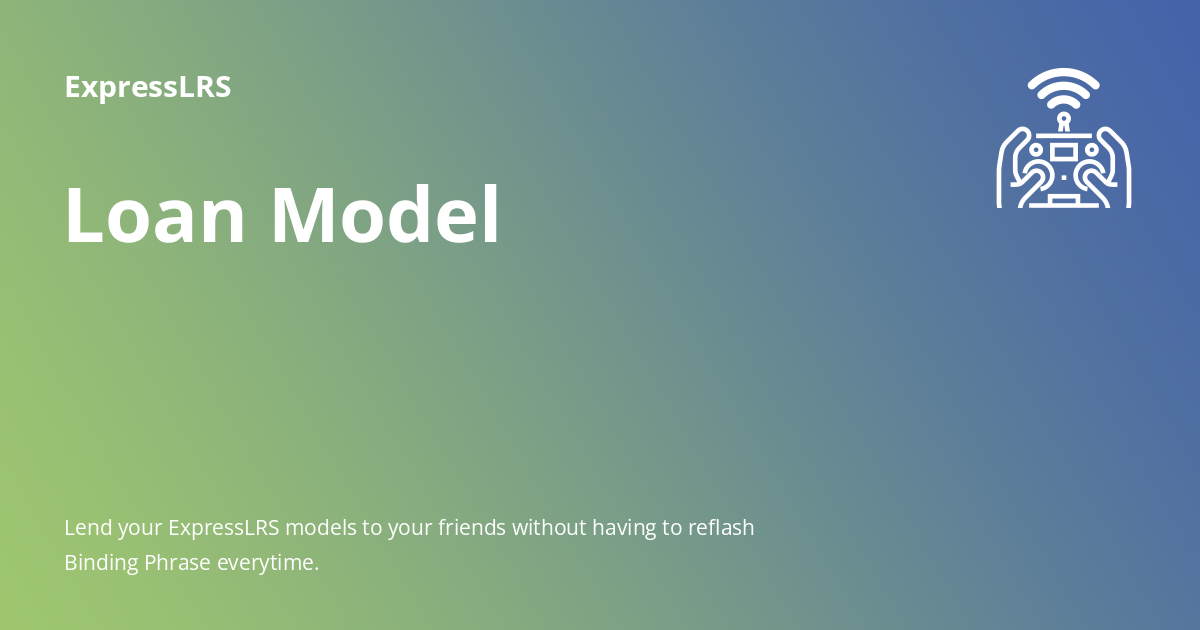 ExpressLRS
Loan Model
Lend your ExpressLRS models to your friends without having to reflash
Binding Phrase everytime.